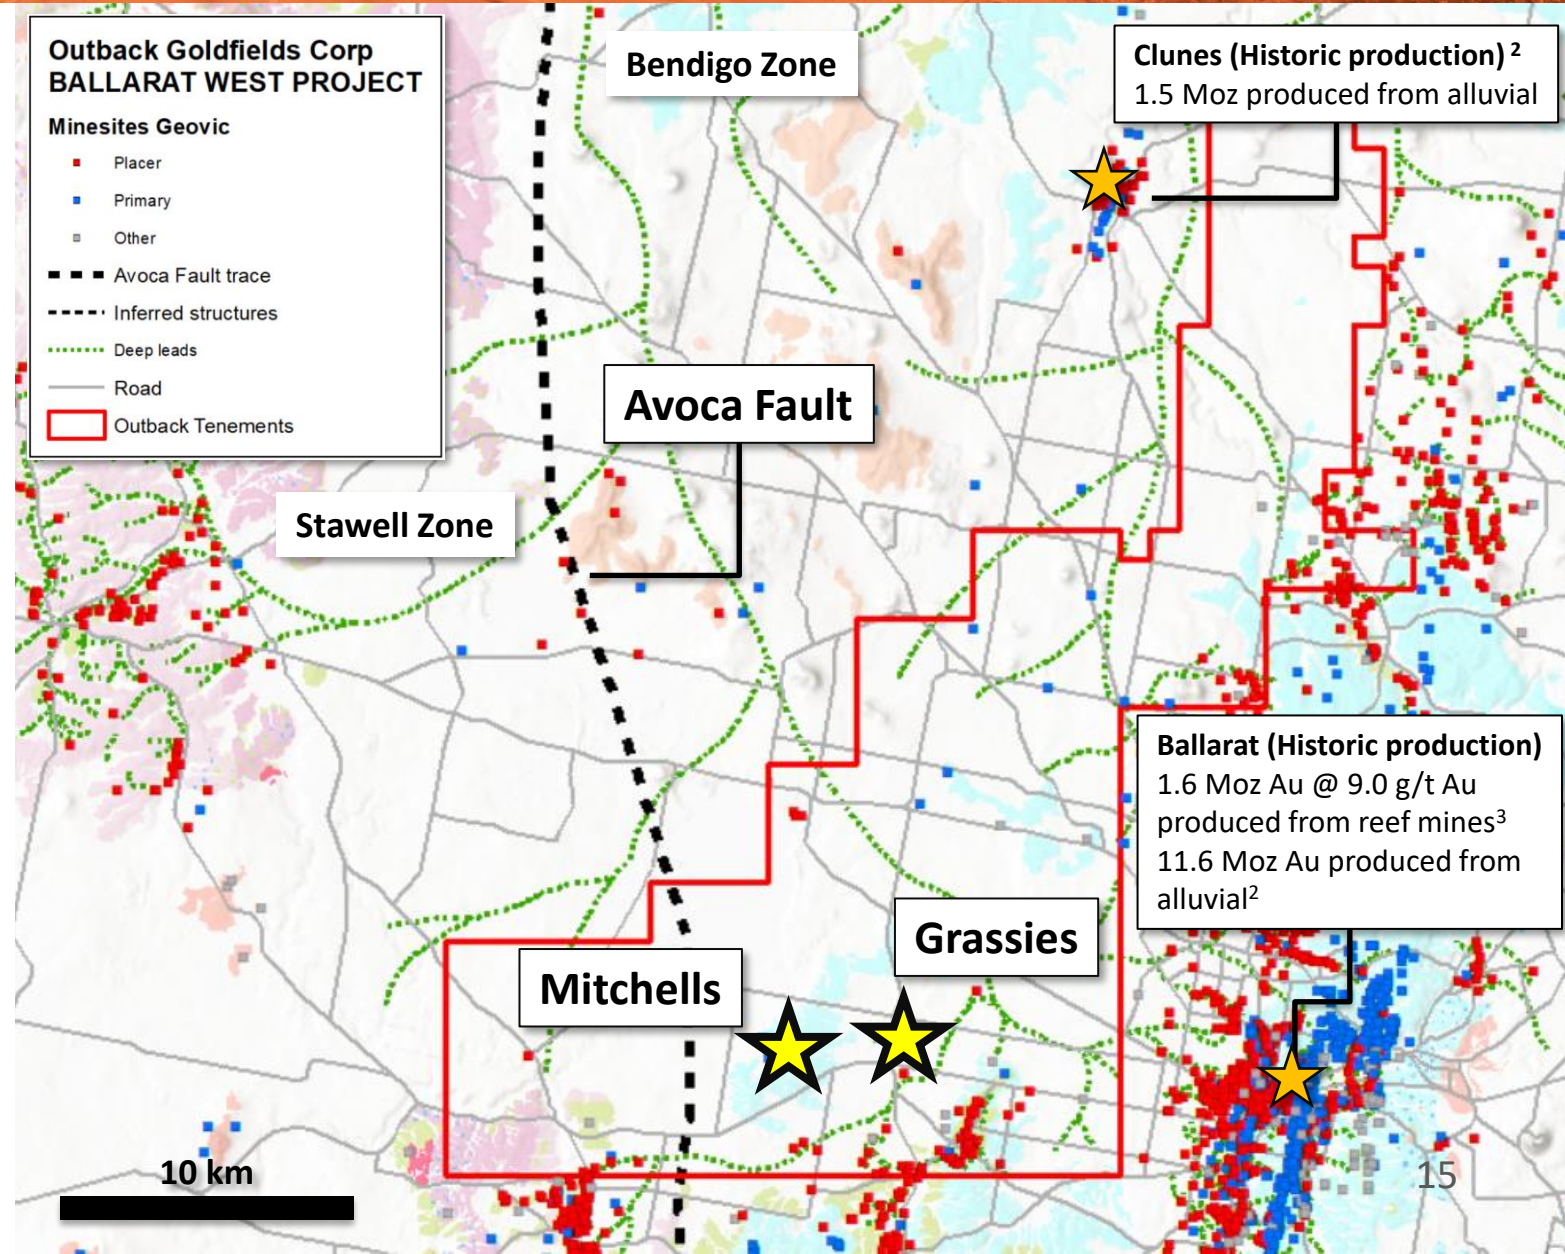 Outback Goldfields Corp
BALLARAT WEST PROJECT
Minesites Geovic
Placer
Primary
Other
Avoca Fault trace
Inferred structures
Deep leads
Road
Outback Tenements
Bendigo Zone
Clunes (Historic production) ²
1.5 Moz produced from alluvial
Avoca Fault
Stawell Zone
Ballarat (Historic production)
1.6 Moz Au @ 9.0 g/t Au
produced from reef mines³
11.6 Moz Au produced from
alluvial²
Grassies
Mitchells
10 km
15